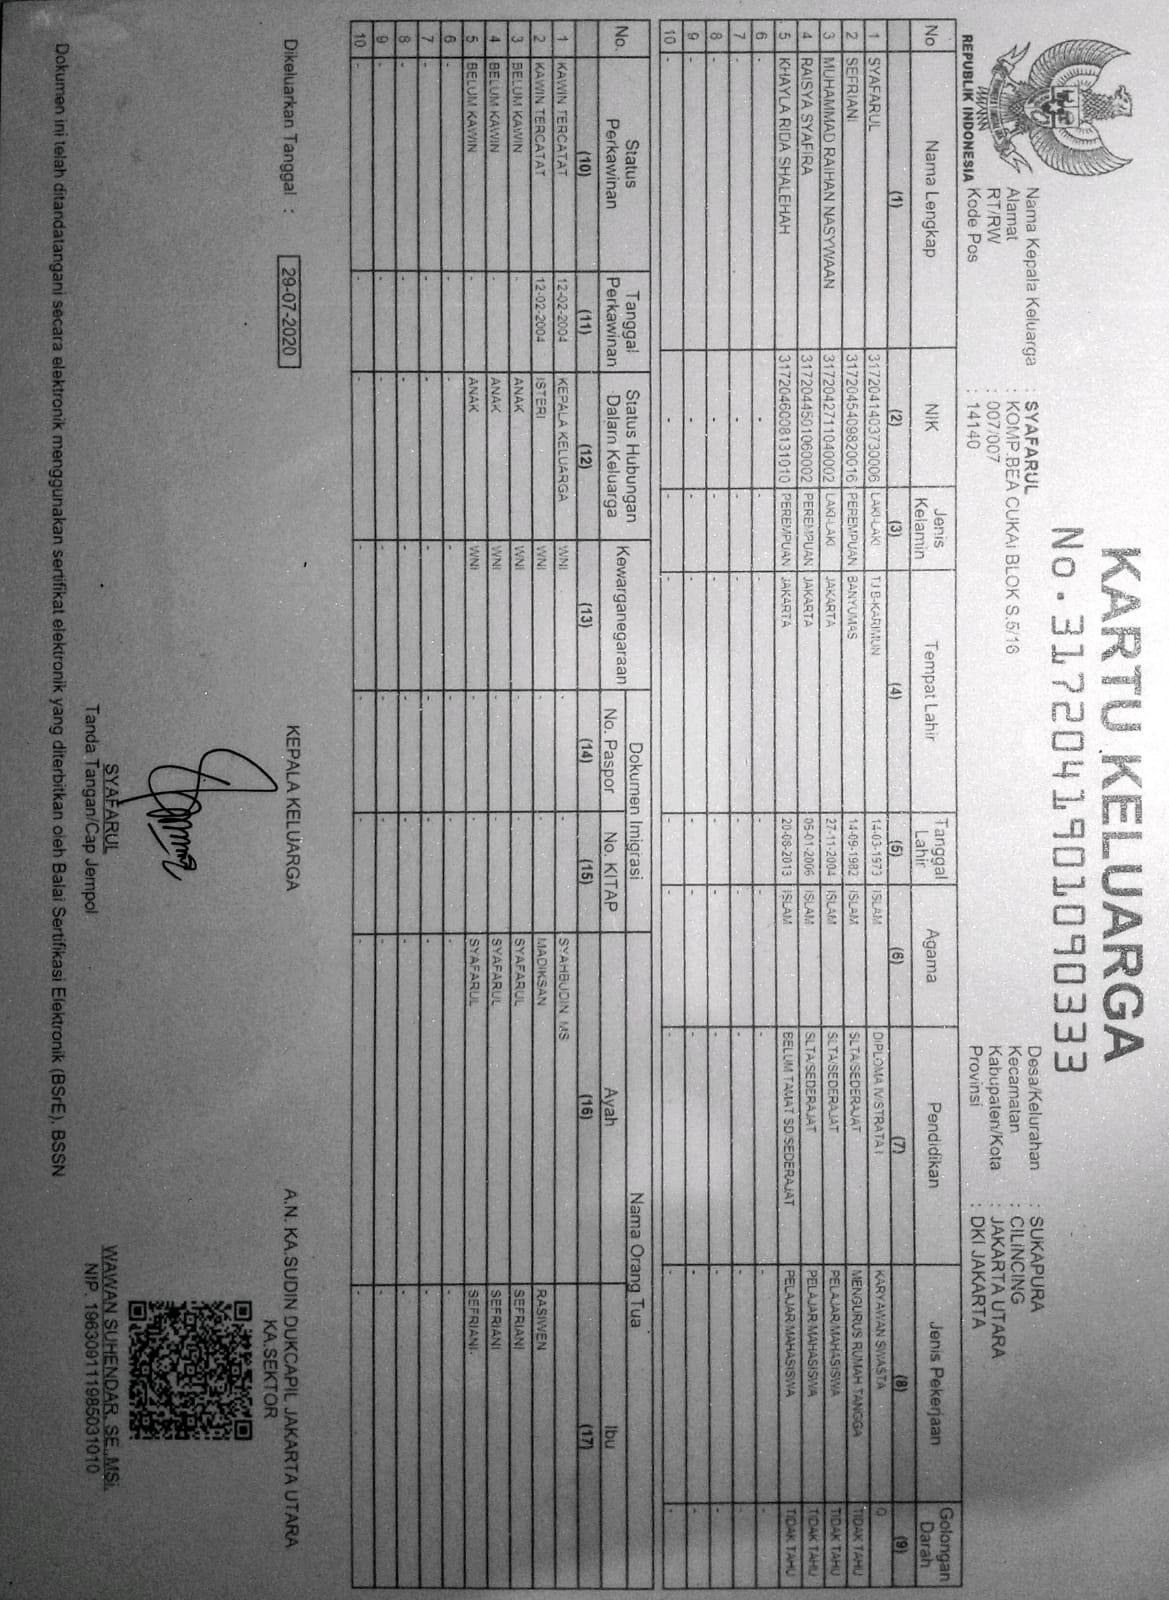 KARTU KELUARGA
No. 3172041901090333
REPUBLIK INDONESIA
Nama Kepala Keluarga : SYAFARUL
Alamat : KOMP.BEA CUKAI BLOK S.5/16
RT/RW : 007/007
Kode Pos : 14140
Desa/Kelurahan : SUKAPURA
Kecamatan : CILINCING
Kabupaten/Kota : JAKARTA UTARA
Provinsi : DKI JAKARTA
No Nama Lengkap NIK Jenis Kelamin Tempat Lahir Tanggal Lahir Agama Pendidikan Jenis Pekerjaan Golongan Darah
(1) (2) (3) (4) (5) (6) (7) (8) (9)
1 SYAFARUL 3172041403730006 LAKI-LAKI TJ B-KARIMUN 14-03-1973 ISLAM DIPLOMA IV/STRATA I KARYAWAN SWASTA O
2 SEFRIANI 3172045409820016 PEREMPUAN BANYUMAS 14-09-1982 ISLAM SLTA/SEDERAJAT MENGURUS RUMAH TANGGA TIDAK TAHU
3 MUHAMMAD RAIHAN NASYWAAN 3172042711040002 LAKI-LAKI JAKARTA 27-11-2004 ISLAM SLTA/SEDERAJAT PELAJAR/MAHASISWA TIDAK TAHU
4 RAISYA SYAFIRA 3172044501060002 PEREMPUAN JAKARTA 05-01-2006 ISLAM SLTA/SEDERAJAT PELAJAR/MAHASISWA TIDAK TAHU
5 KHAYLA RIDA SHALEHAH 3172046008131010 PEREMPUAN JAKARTA 20-08-2013 ISLAM BELUM TAMAT SD/SEDERAJAT PELAJAR/MAHASISWA TIDAK TAHU
6 - - - - - - - - -
7 - - - - - - - - -
8 - - - - - - - - -
9 - - - - - - - - -
10 - - - - - - - - -
No. Status Perkawinan Tanggal Perkawinan Status Hubungan Dalam Keluarga Kewarganegaraan Dokumen Imigrasi Nama Orang Tua
No. Paspor No. KITAP Ayah Ibu
(10) (11) (12) (13) (14) (15) (16) (17)
1 KAWIN TERCATAT 12-02-2004 KEPALA KELUARGA WNI - - SYAHBUDIN. MS
2 KAWIN TERCATAT 12-02-2004 ISTERI WNI - - MADIKSAN RASIWEN
3 BELUM KAWIN - ANAK WNI - - SYAFARUL SEFRIANI
4 BELUM KAWIN - ANAK WNI - - SYAFARUL SEFRIANI
5 BELUM KAWIN - ANAK WNI - - SYAFARUL SEFRIANI.
6 - - - - - - - -
7 - - - - - - - -
8 - - - - - - - -
9 - - - - - - - -
10 - - - - - - - -
Dikeluarkan Tanggal : 29-07-2020
KEPALA KELUARGA
SYAFARUL
Tanda Tangan/Cap Jempol
A.N. KA.SUDIN DUKCAPIL JAKARTA UTARA
KA.SEKTOR
WAWAN SUHENDAR, SE.,MSi.
NIP. 196309111985031010
Dokumen ini telah ditandatangani secara elektronik menggunakan sertifikat elektronik yang diterbitkan oleh Balai Sertifikasi Elektronik (BSrE), BSSN